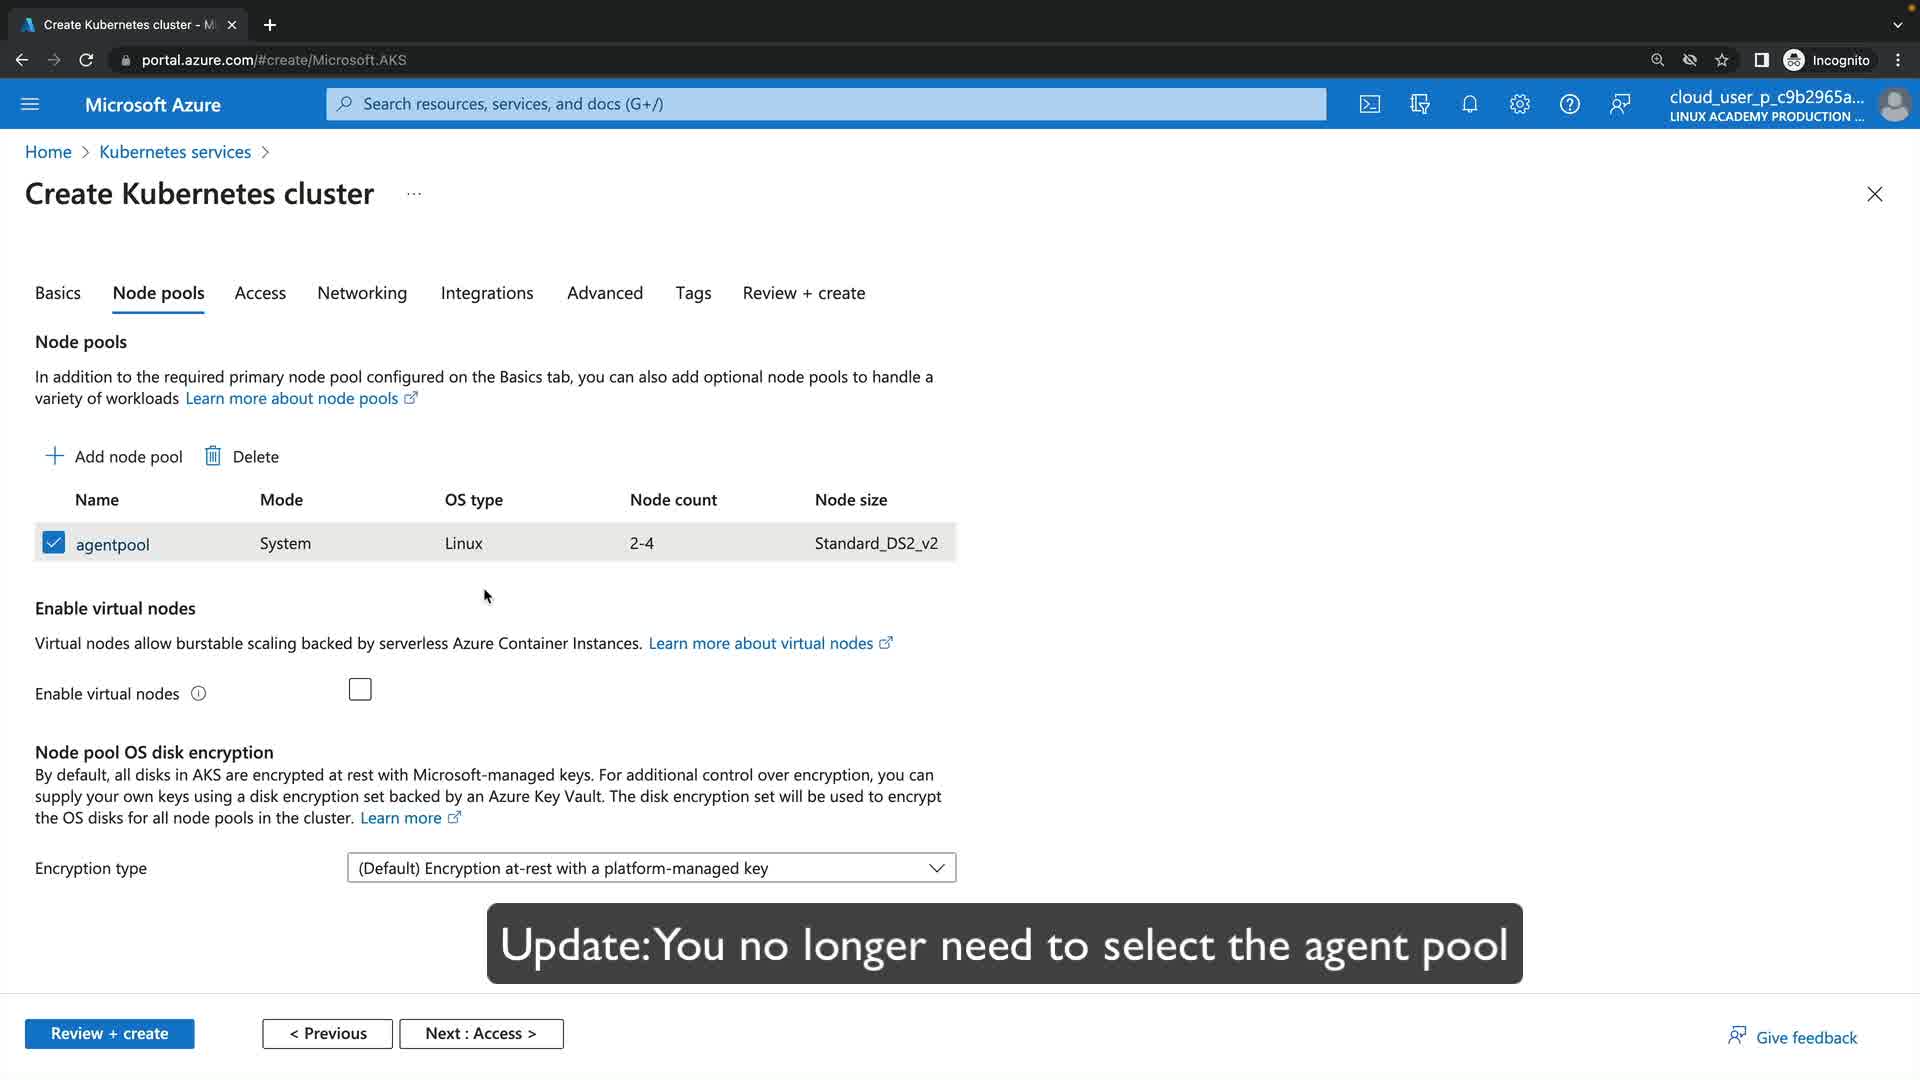 Create Kubernetes cluster - Mi
portal.azure.com/#create/Microsoft.AKS
Incognito
Microsoft Azure
Search resources, services, and docs (G+/)
cloud_user_p_c9b2965a...
LINUX ACADEMY PRODUCTION ...
Home > Kubernetes services >
Create Kubernetes cluster ...
Basics Node pools Access Networking Integrations Advanced Tags Review + create
Node pools
In addition to the required primary node pool configured on the Basics tab, you can also add optional node pools to handle a
variety of workloads Learn more about node pools
Add node pool Delete
Name Mode OS type Node count Node size
agentpool System Linux 2-4 Standard_DS2_v2
Enable virtual nodes
Virtual nodes allow burstable scaling backed by serverless Azure Container Instances. Learn more about virtual nodes
Enable virtual nodes
Node pool OS disk encryption
By default, all disks in AKS are encrypted at rest with Microsoft-managed keys. For additional control over encryption, you can
supply your own keys using a disk encryption set backed by an Azure Key Vault. The disk encryption set will be used to encrypt
the OS disks for all node pools in the cluster. Learn more
Encryption type (Default) Encryption at-rest with a platform-managed key
Update: You no longer need to select the agent pool
Review + create < Previous Next : Access > Give feedback